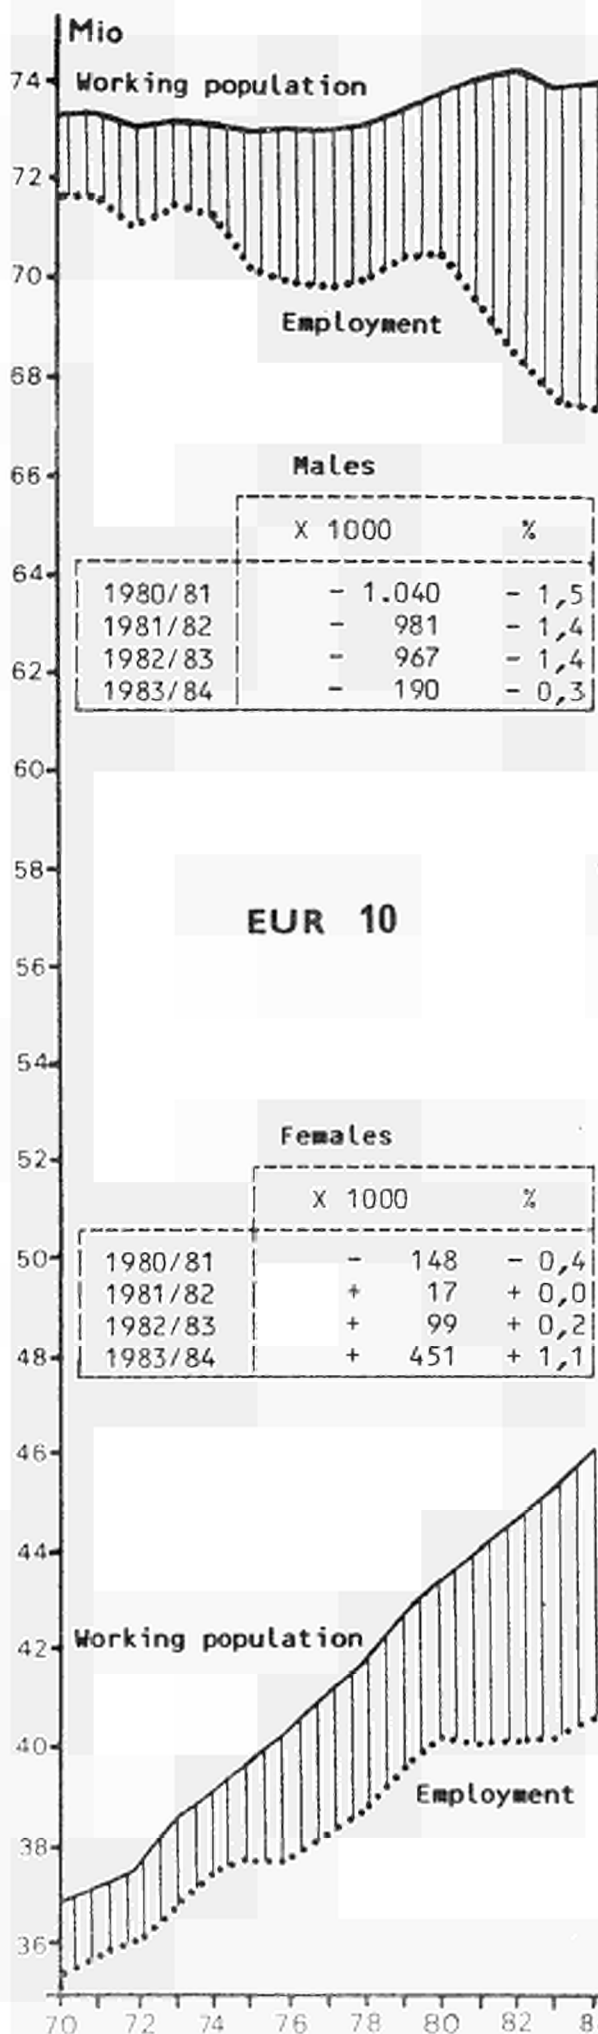 Mio
74
Working population
72
70
Employment
68
Males
66
X 1000 %
64
1980/81 - 1.040 - 1,5
1981/82 - 981 - 1,4
1982/83 - 967 - 1,4
62
1983/84 - 190 - 0,3
60
58
EUR 10
56
54
Females
52
X 1000 %
50
1980/81 - 148 - 0,4
1981/82 + 17 + 0,0
1982/83 + 99 + 0,2
48
1983/84 + 451 + 1,1
46
44
Working population
42
40
Employment
38
36
70 72 74 76 78 80 82 8